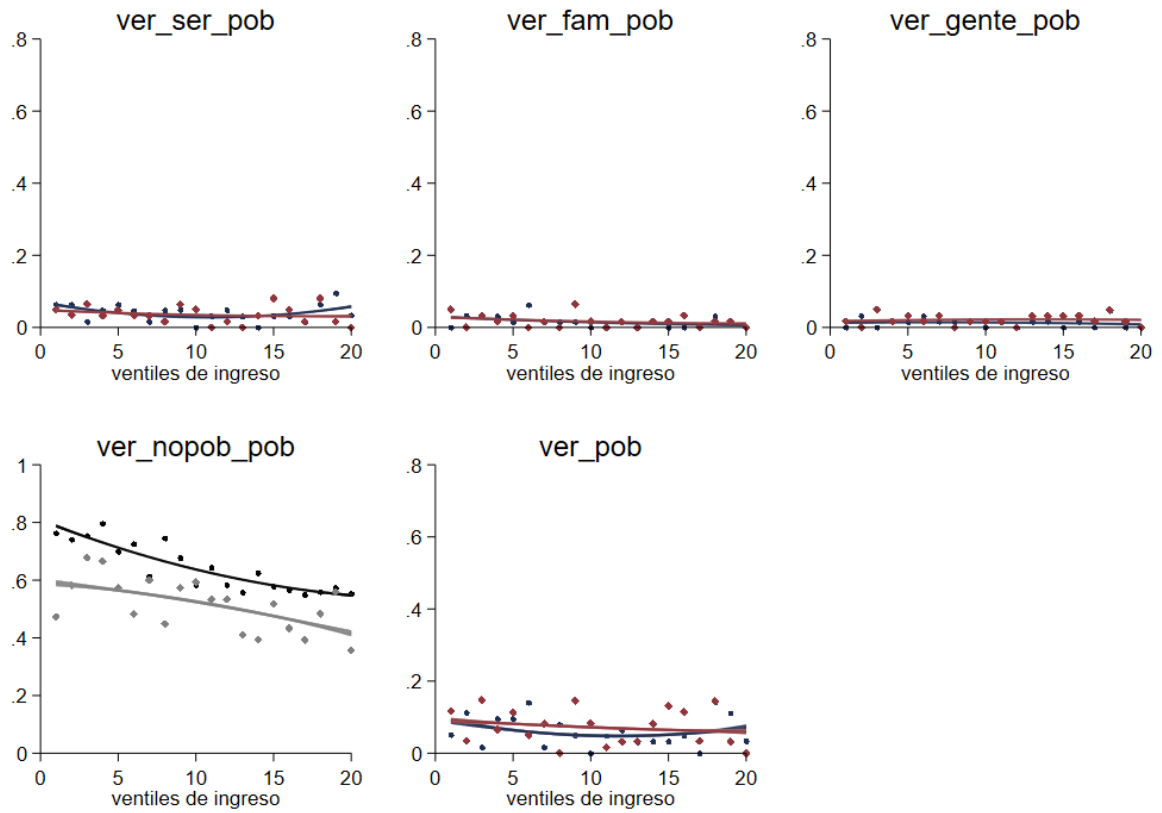 ver_ser_pob
.8
.6
.4
.2
0
0 5 10 15 20
ventiles de ingreso
ver_fam_pob
.8
.6
.4
.2
0
0 5 10 15 20
ventiles de ingreso
ver_gente_pob
.8
.6
.4
.2
0
0 5 10 15 20
ventiles de ingreso
ver_nopob_pob
1
.8
.6
.4
.2
0
0 5 10 15 20
ventiles de ingreso
ver_pob
.8
.6
.4
.2
0
0 5 10 15 20
ventiles de ingreso